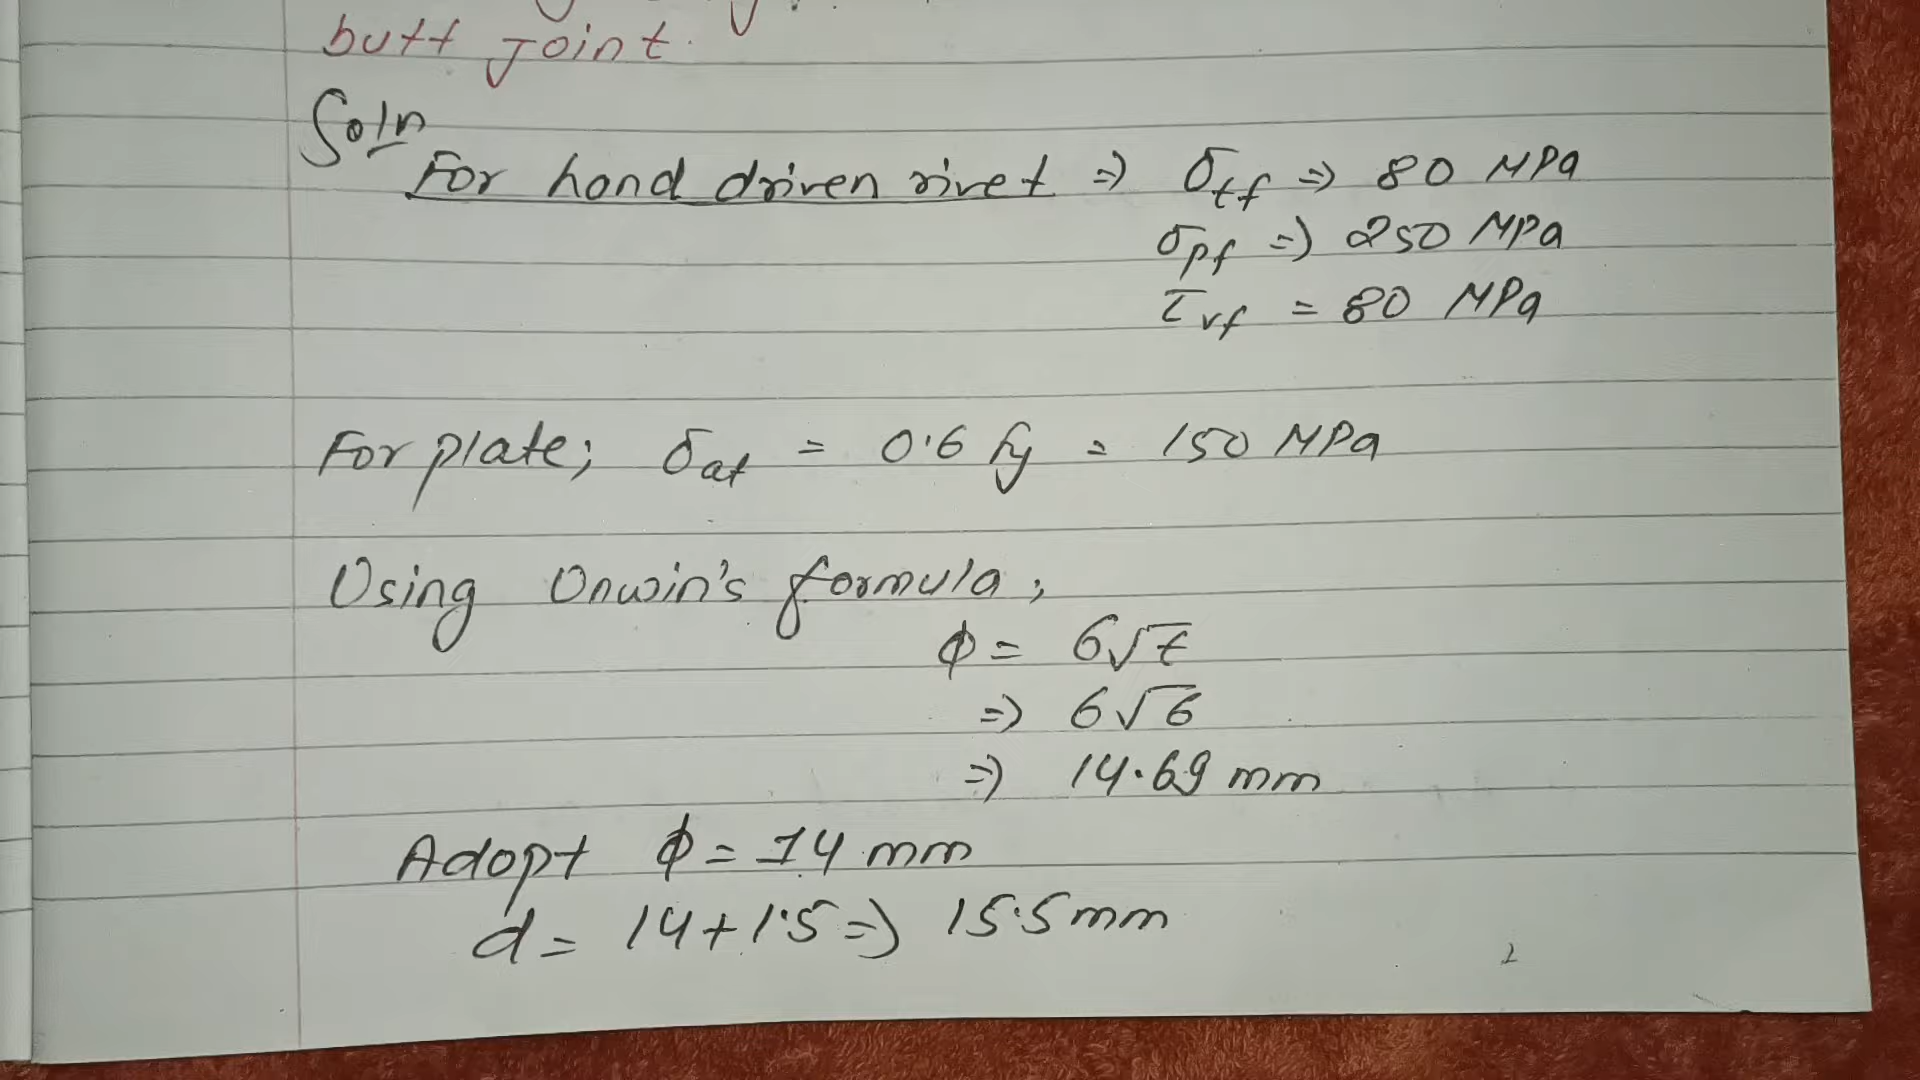 butt Joint.
Soln
For hand driven rivet ⇒ σtf ⇒ 80 MPa
σpf ⇒ 250 MPa
τvf = 80 MPa
For plate; σat = 0.6 fy = 150 MPa
Using Unwin's formula;
ϕ = 6√t
⇒ 6√6
⇒ 14.69 mm
Adopt ϕ = 14 mm
d = 14 + 1.5 ⇒ 15.5 mm